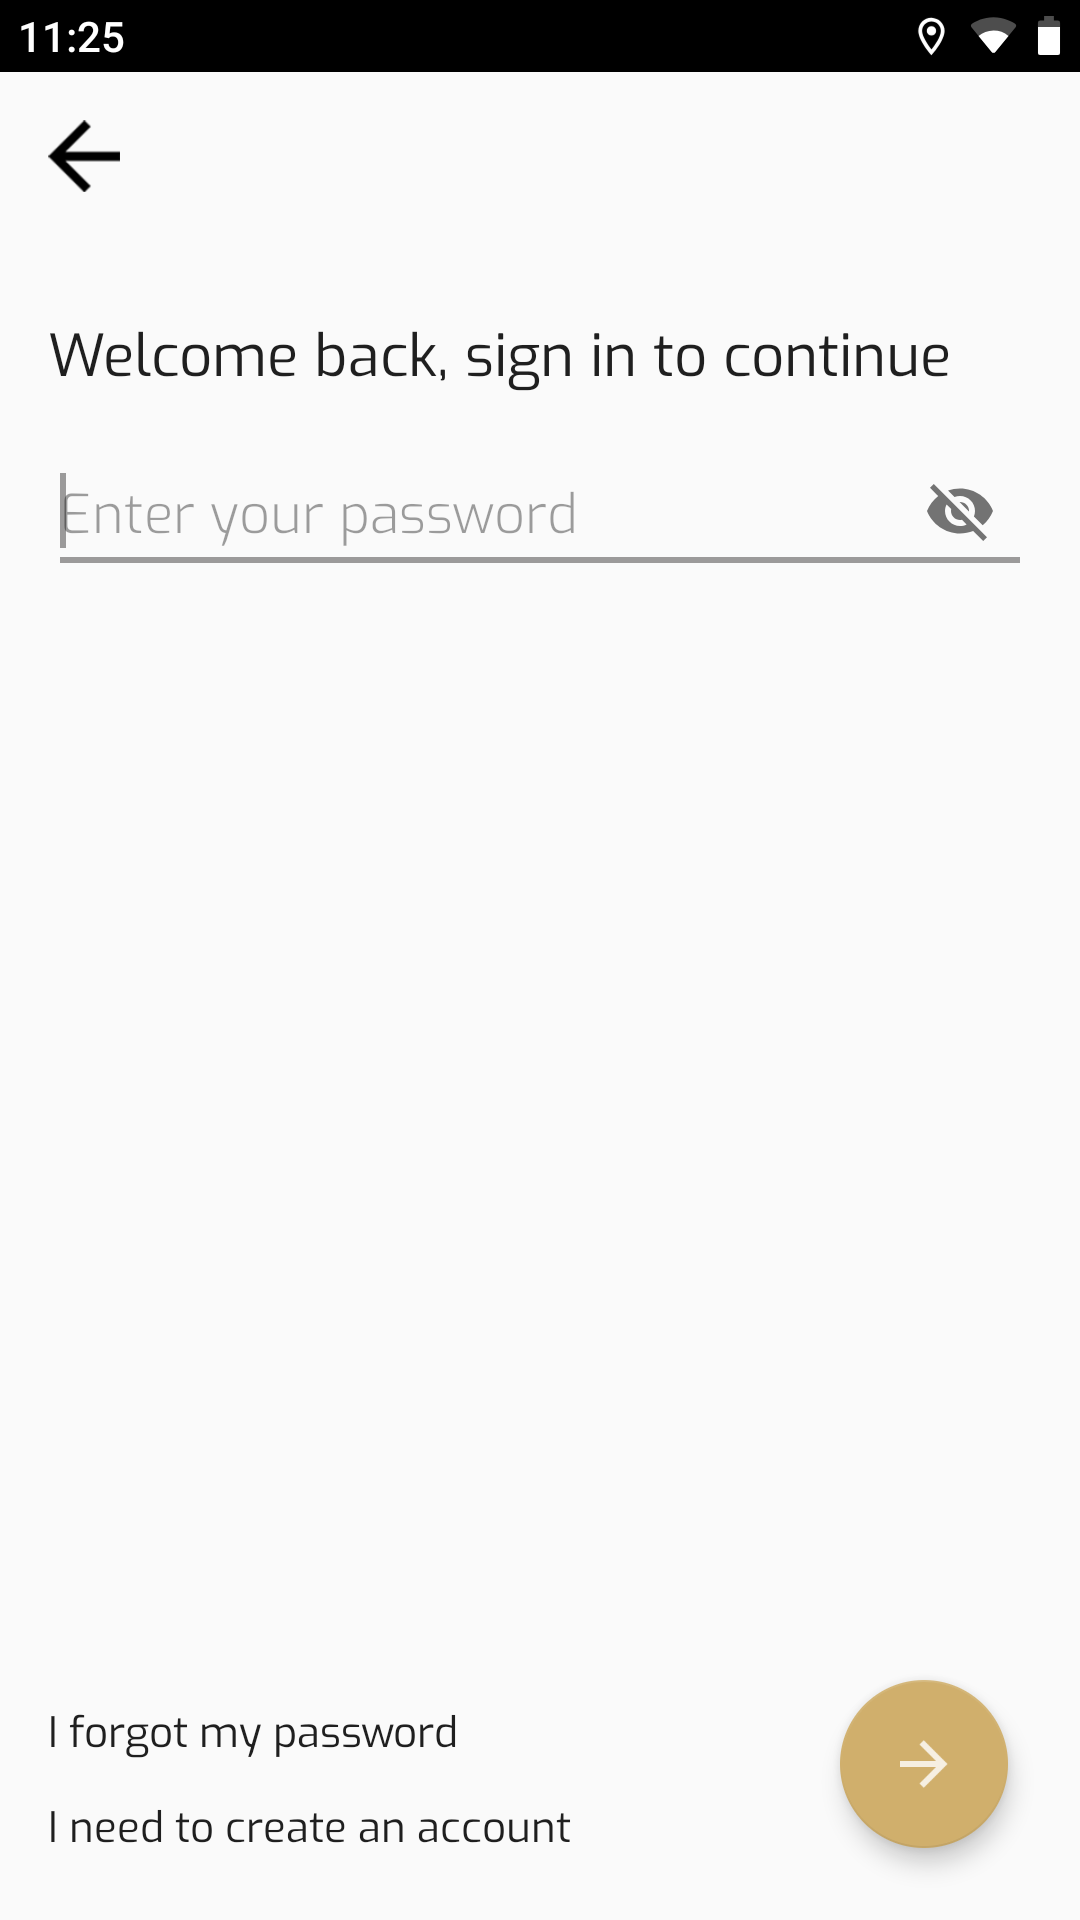 11:25
Welcome back, sign in to continue
Enter your password
I forgot my password
I need to create an account